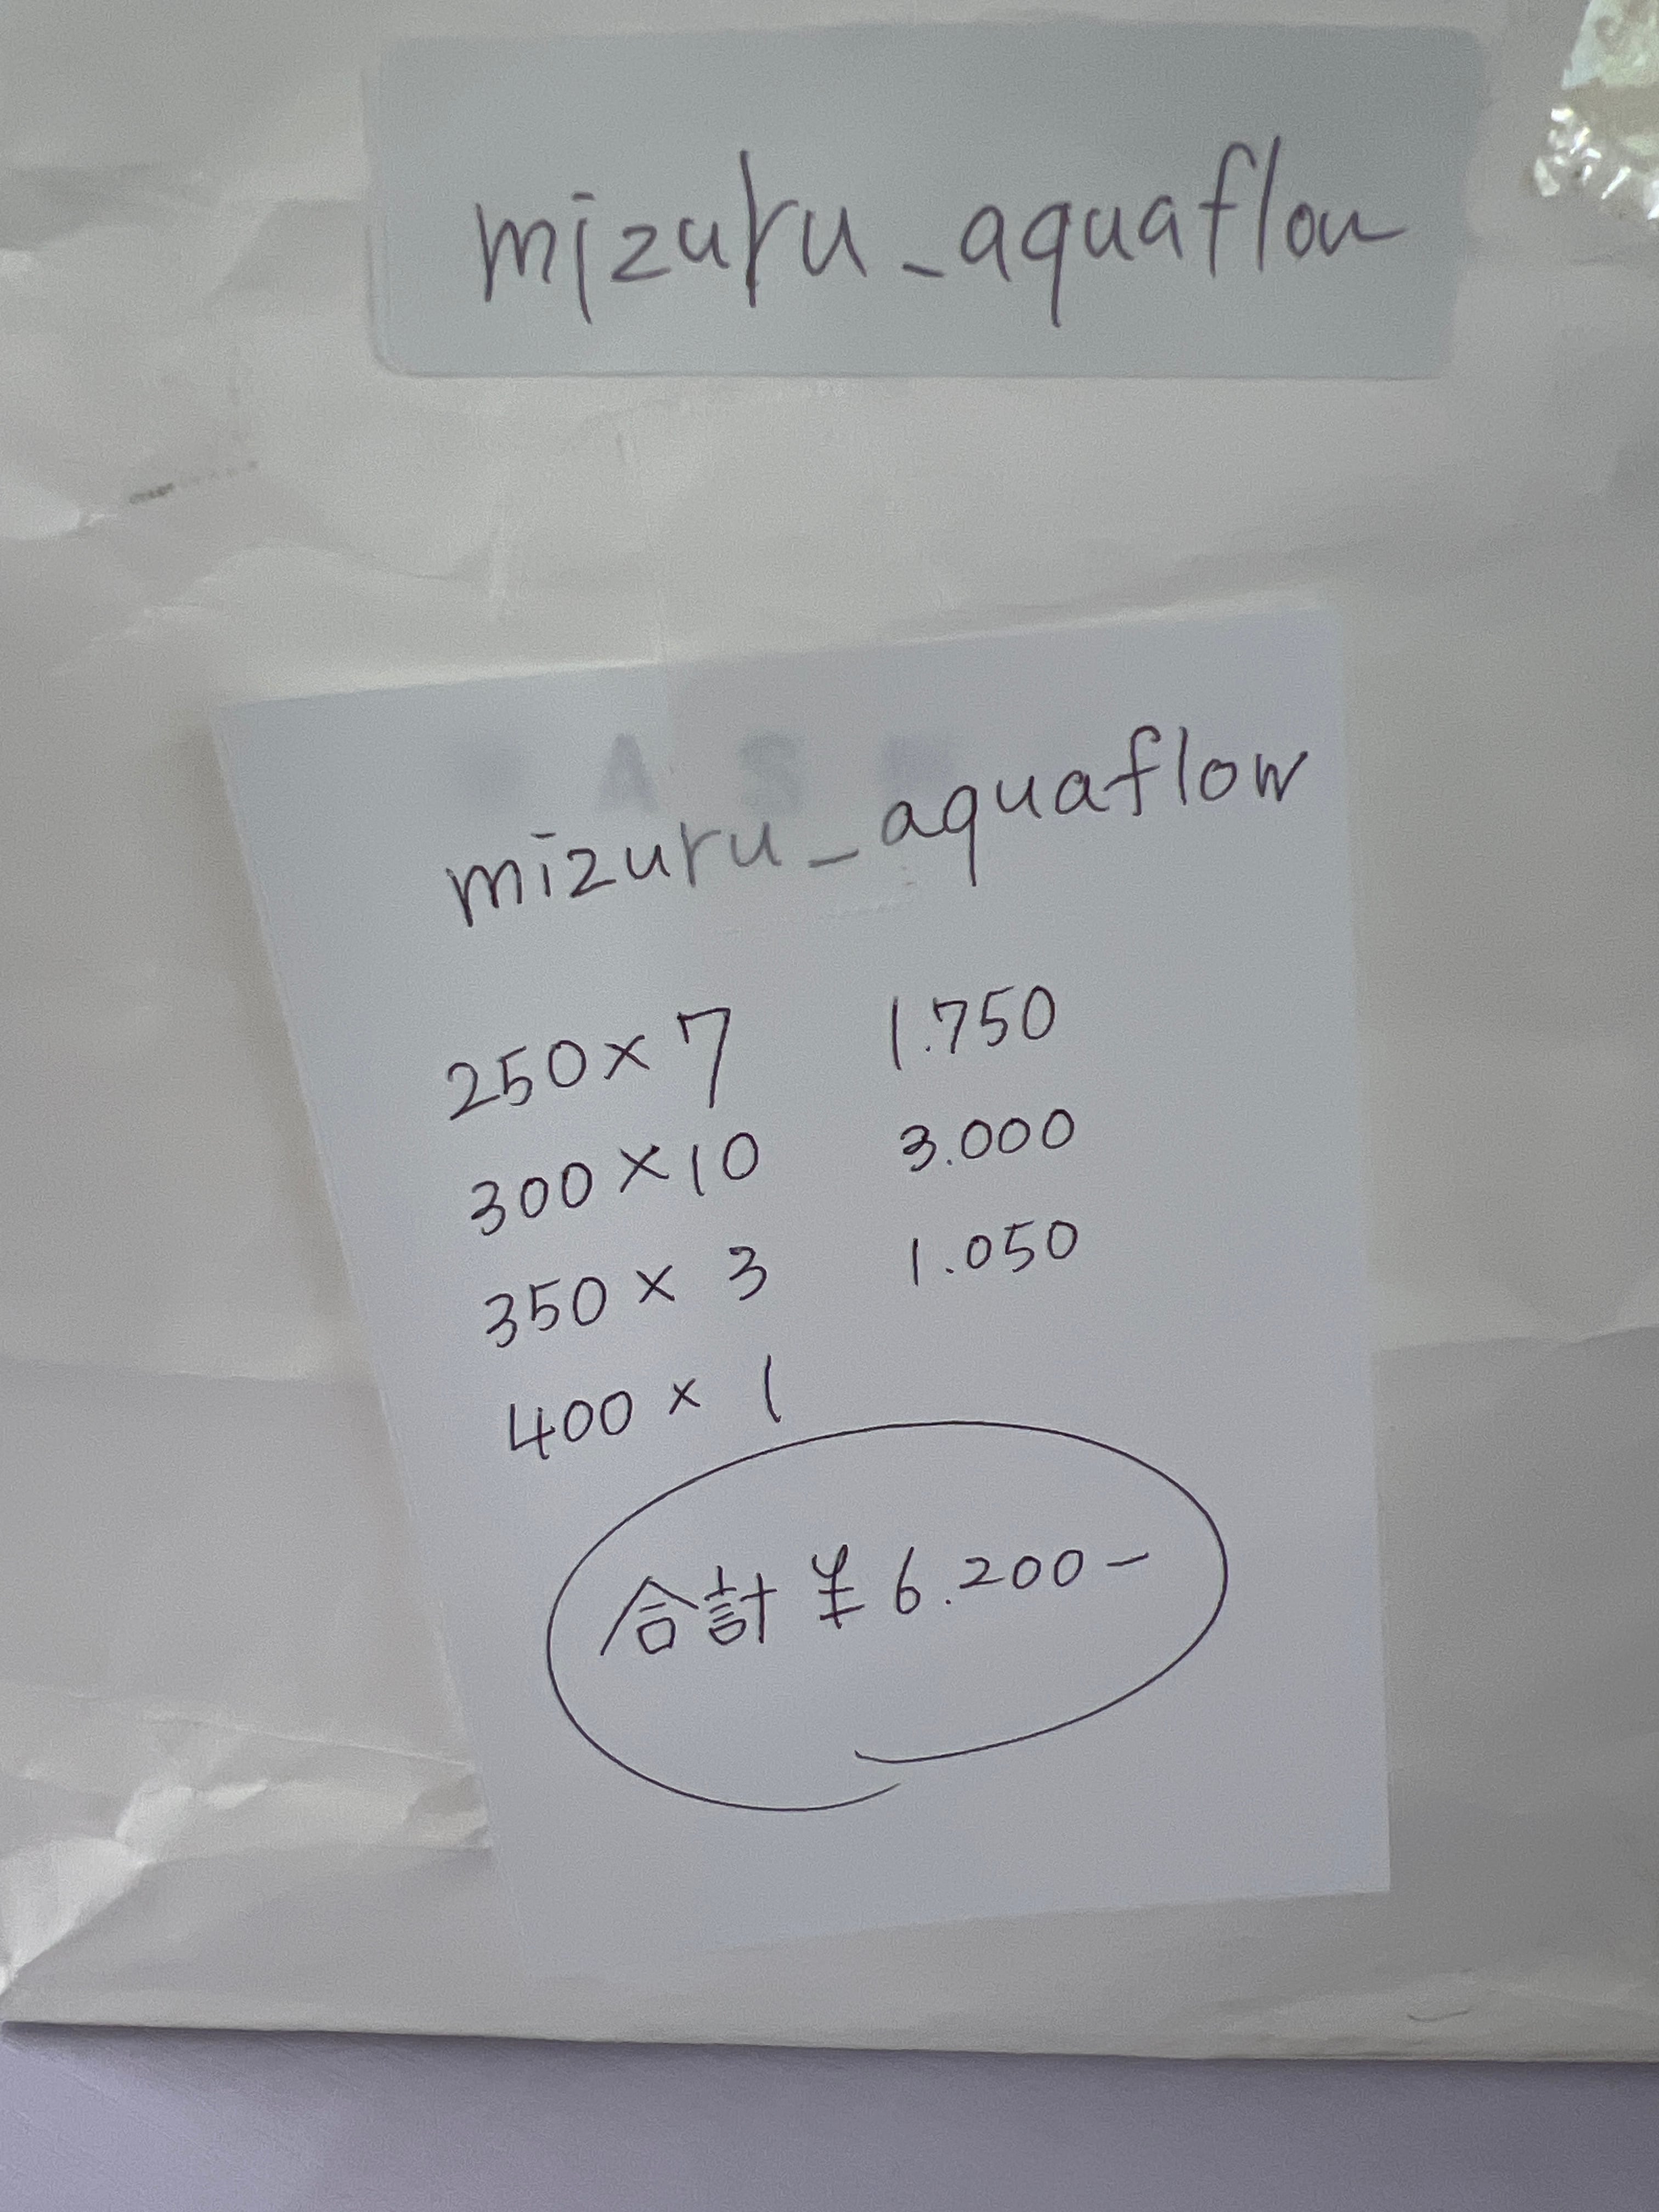 mizuru_aquaflow
mizuru_aquaflow
250×7 1.750
300×10 3.000
350×3 1.050
400×1
合計¥6.200-